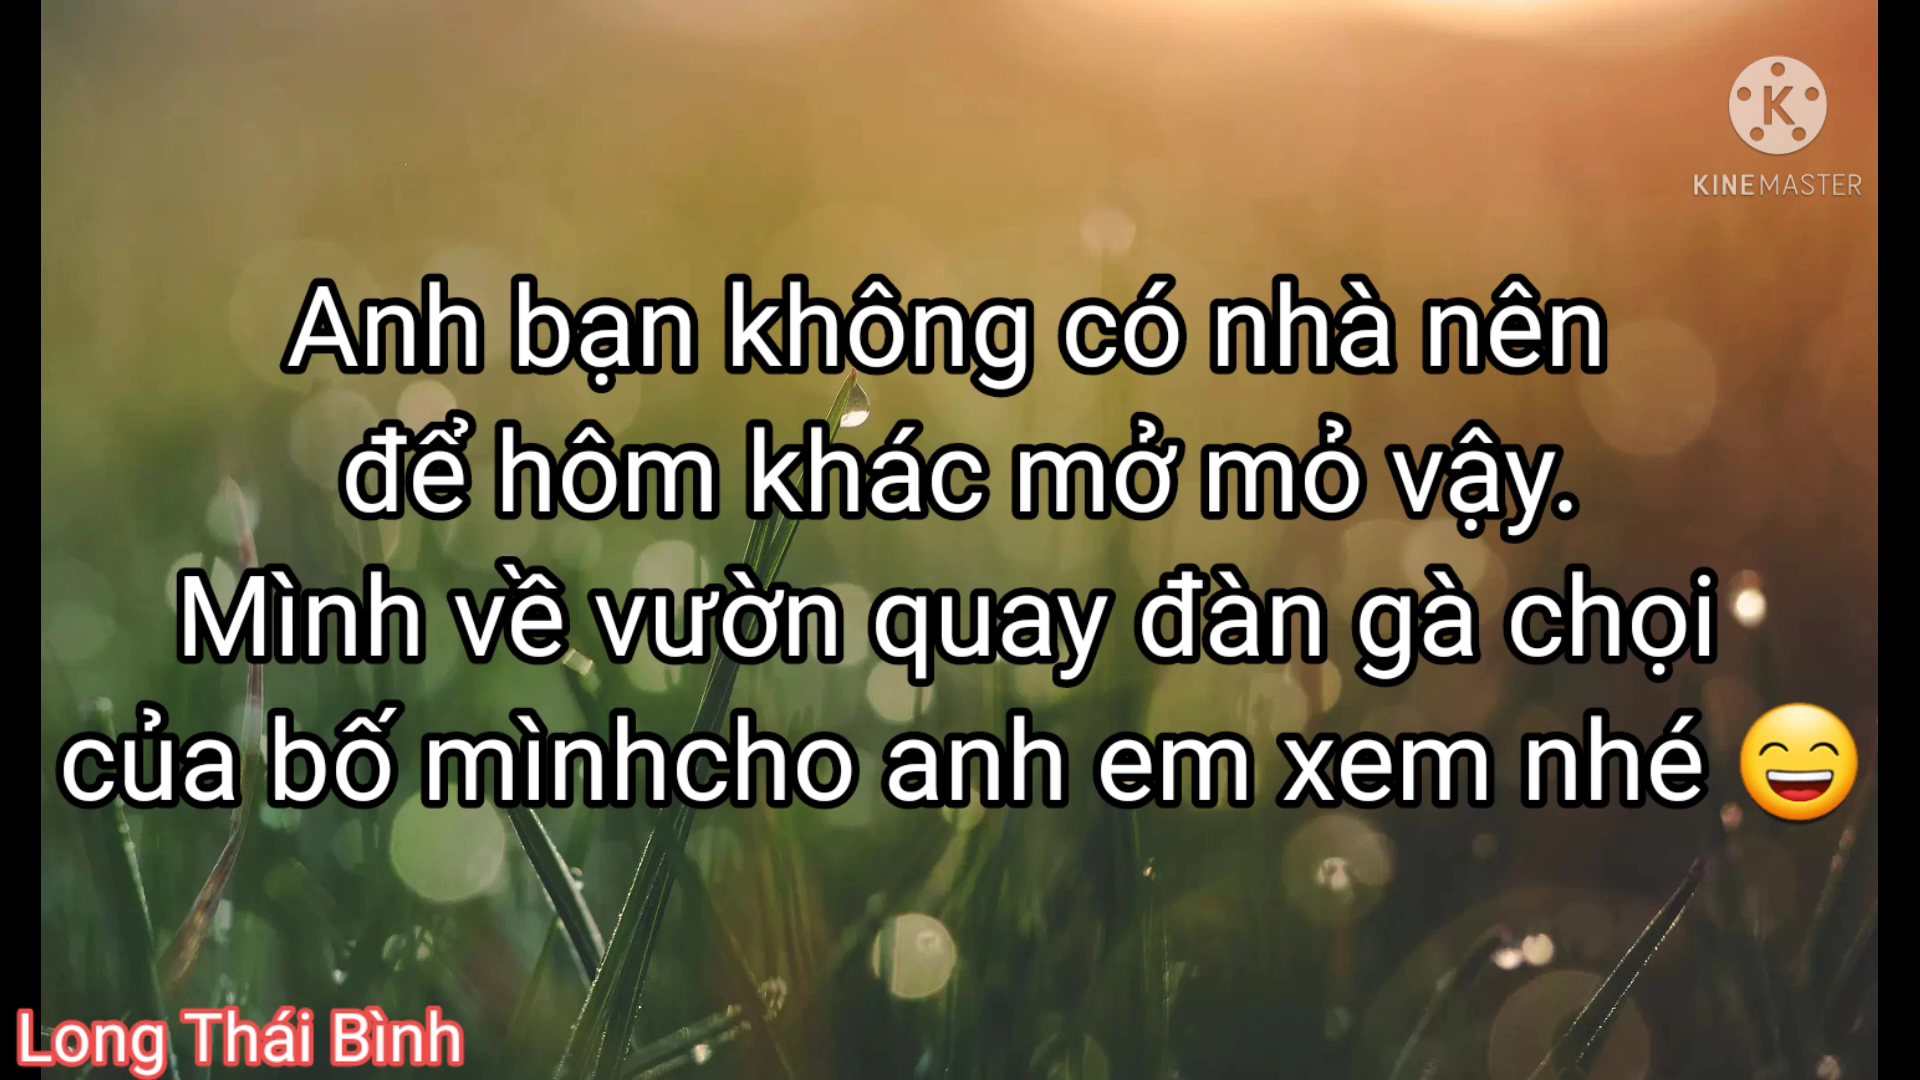 KINEMASTER
Anh bạn không có nhà nên
để hôm khác mở mỏ vậy.
Mình về vườn quay đàn gà chọi
của bố mìnhcho anh em xem nhé 😄
Long Thái Bình